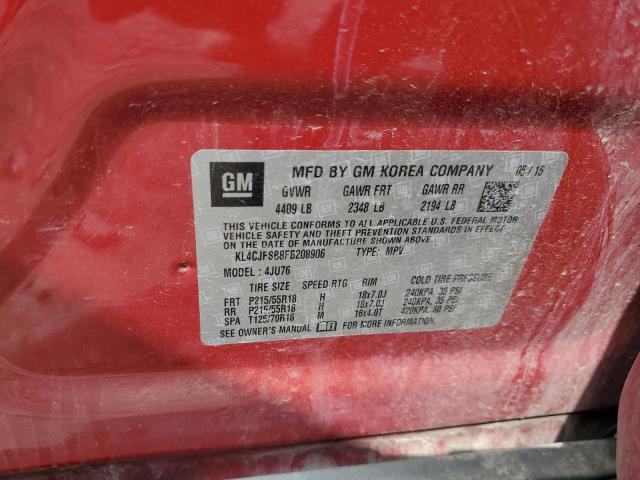 GM
MFD BY GM KOREA COMPANY 05/15
GVWR GAWR FRT GAWR RR
4409 LB 2348 LB 2194 LB
THIS VEHICLE CONFORMS TO ALL APPLICABLE U.S. FEDERAL MOTOR
VEHICLE SAFETY AND THEFT PREVENTION STANDARDS IN EFFECT
ON THE DATE OF MANUFACTURE SHOWN ABOVE.
KL4CJFSB8FB208906 TYPE: MPV
MODEL: 4JU76
TIRE SIZE SPEED RTG RIM COLD TIRE PRESSURE
FRT P215/55R18 H 18x7.0J 240KPA, 35 PSI
RR P215/55R18 H 18x7.0J 240KPA, 35 PSI
SPA T125/70R16 M 16x4.0T 420KPA, 60 PSI
SEE OWNER'S MANUAL FOR MORE INFORMATION.